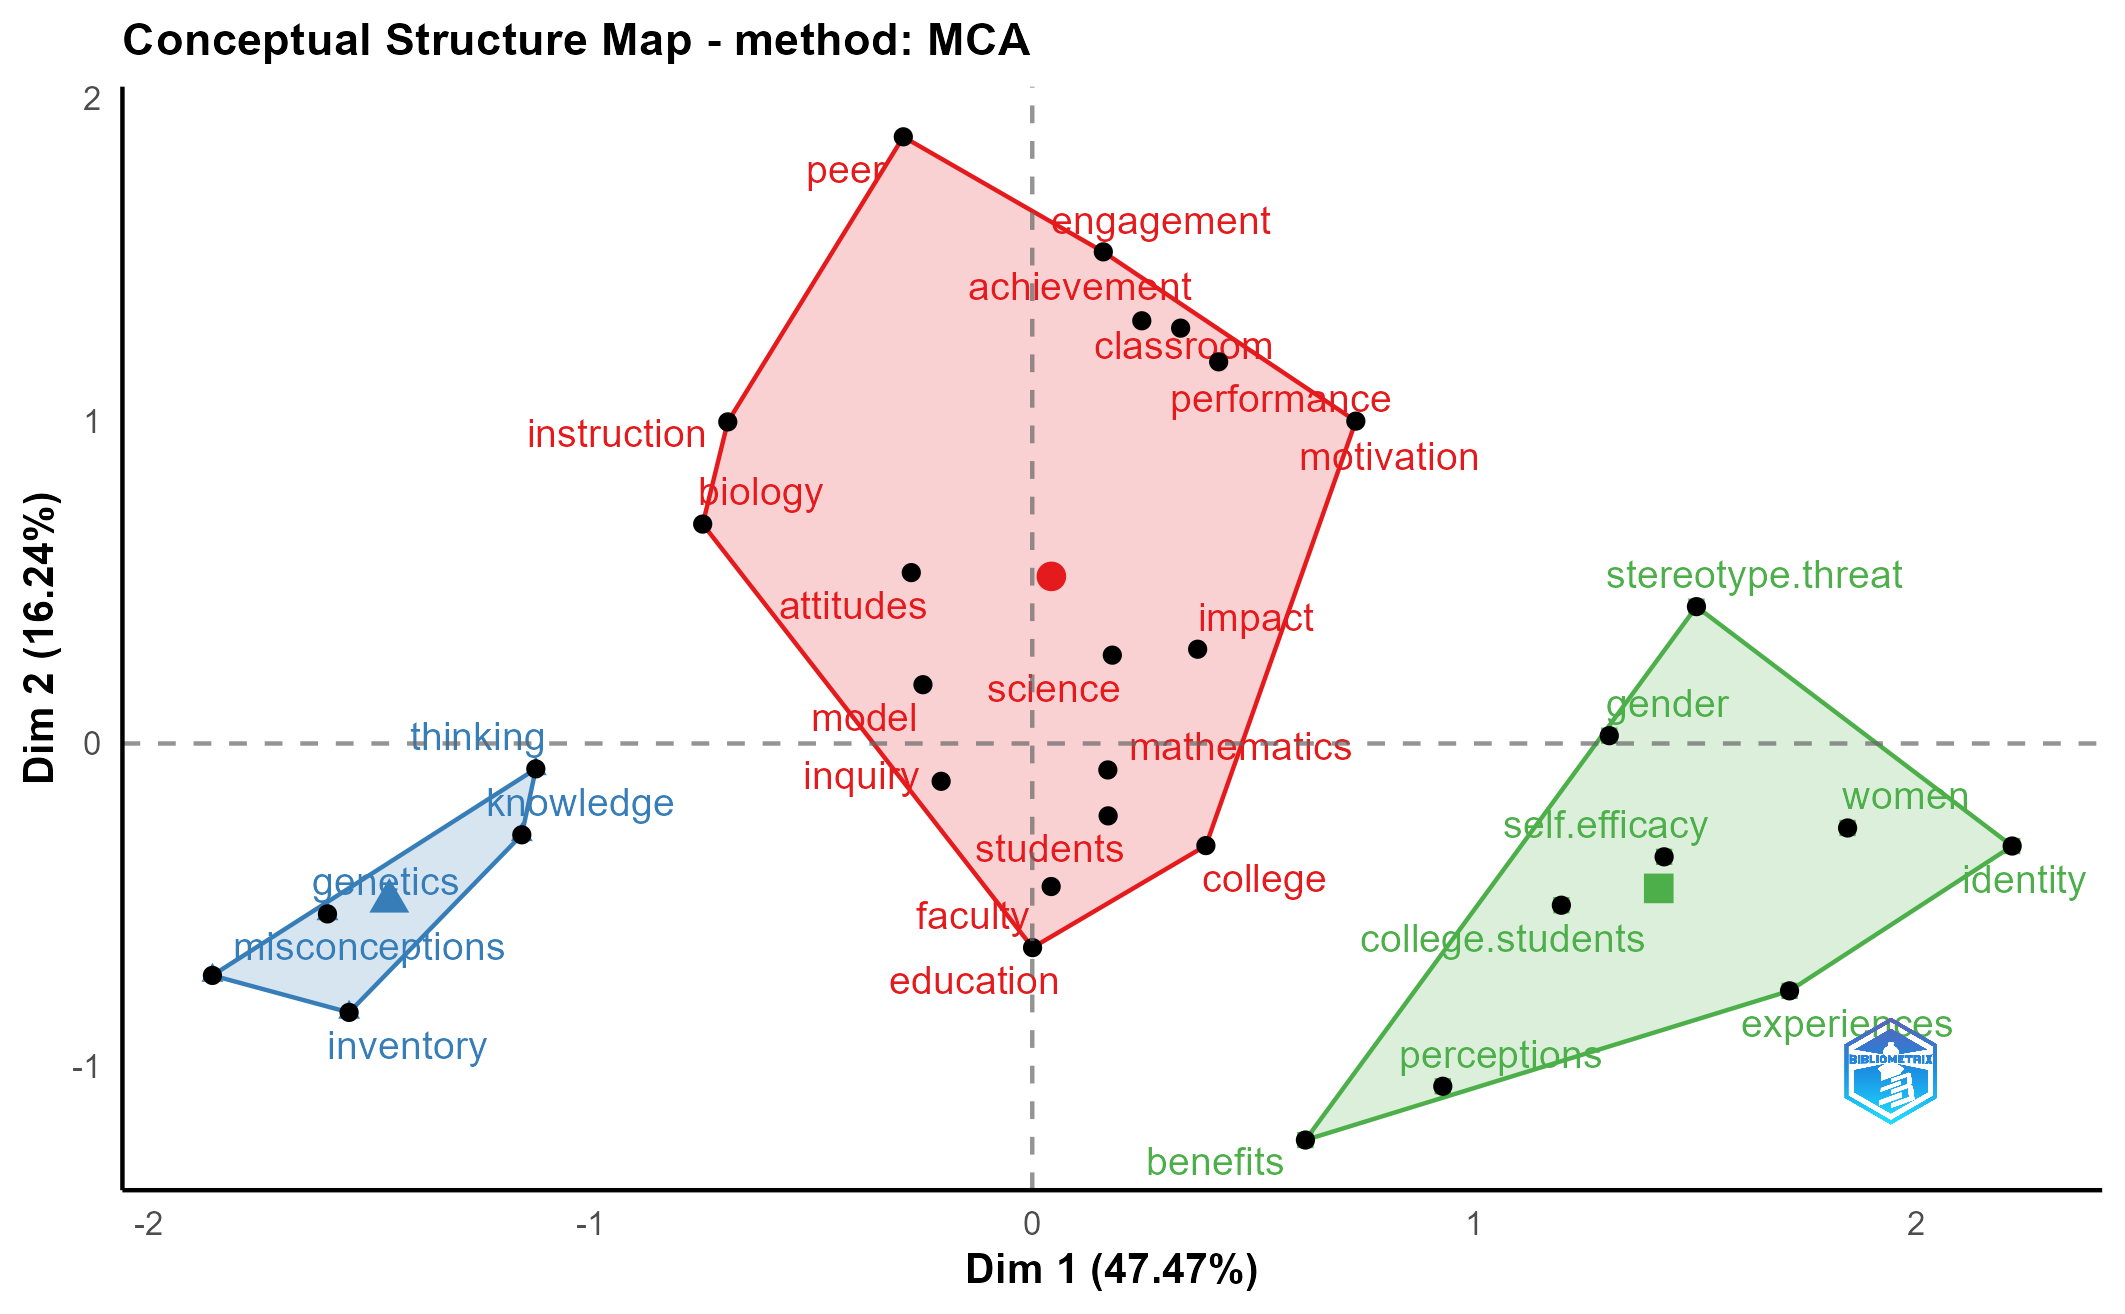 Conceptual Structure Map - method: MCA
2
peer
engagement
achievement
classroom
performance
1
instruction
motivation
biology
stereotype.threat
attitudes
impact
science
gender
model
thinking
0
mathematics
inquiry
knowledge
women
self.efficacy
students
genetics
college
identity
faculty
college.students
misconceptions
education
experiences
inventory
perceptions
BIBLIOMETRIX
-1
benefits
-2
-1
0
1
2
Dim 1 (47.47%)
Dim 2 (16.24%)